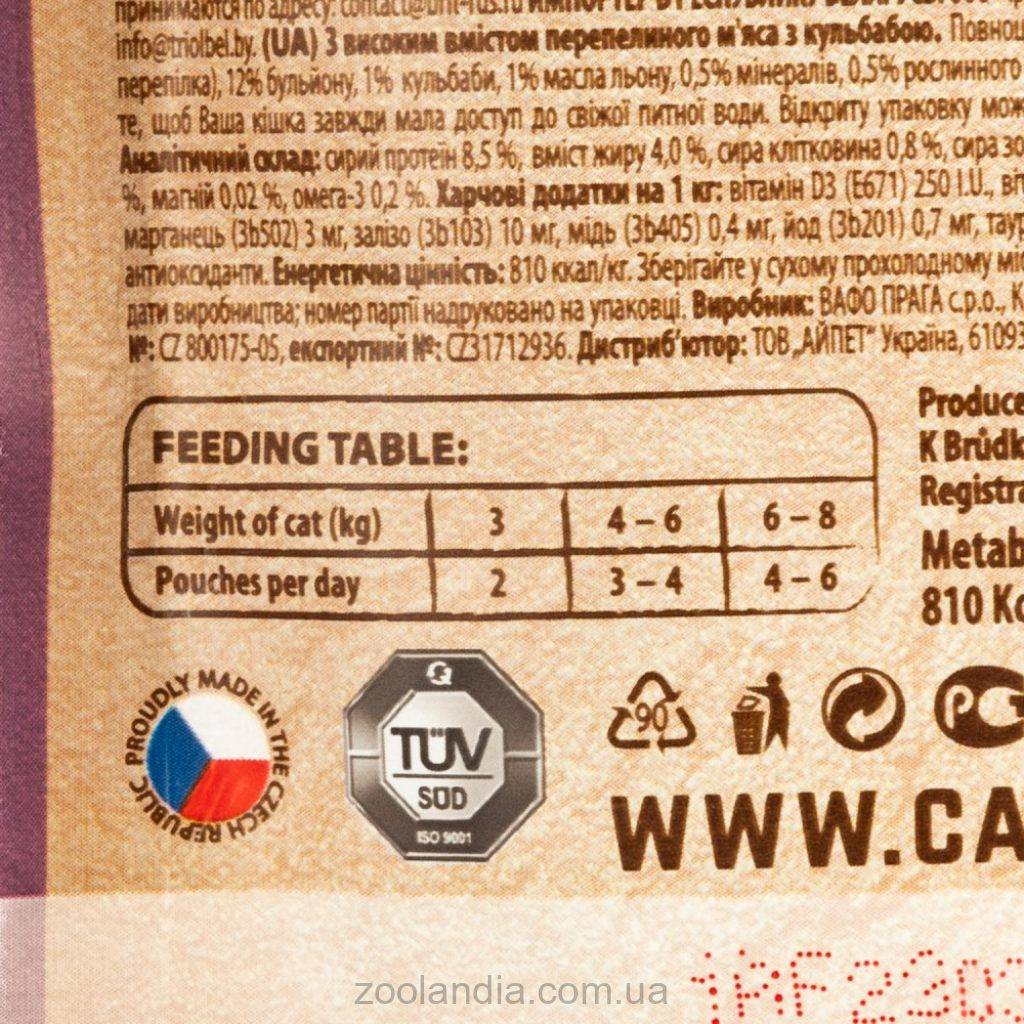 принимаются по адресу:
info@triolbel.by. (UA) З високим вмістом перепелиного м'яса з кульбабою.
перепілка), 12% бульйону, 1% кульбаби, 1% масла льону, 0,5% мінералів, 0,5% рослинного
те, щоб Ваша кішка завжди мала доступ до свіжої питної води. Відкриту упаковку
Аналітичний склад: сирий протеїн 8,5 %, вміст жиру 4,0 %, сира клітковина 0,8 %, сира
%, магній 0,02 %, омега-3 0,2 %. Харчові додатки на 1 кг: вітамін D3 (E671) 250 I.U.,
марганець (3b502) 3 мг, залізо (3b103) 10 мг, мідь (3b405) 0,4 мг, йод (3b201) 0,7 мг,
антиоксиданти. Енергетична цінність: 810 ккал/кг. Зберігайте у сухому прохолодному
дати виробництва; номер партії надруковано на упаковці. Виробник: ВАФО ПРАГА с.р.о.,
№: CZ 800175-05, експортний №: CZ31712936. Дистриб'ютор: ТОВ „АЙПЕТ" Україна, 61093
FEEDING TABLE:
Weight of cat (kg) 3 4 – 6 6 – 8
Pouches per day 2 3 – 4 4 – 6
Produce
K Brůdk
Registra
Metab
810 Kc
PROUDLY MADE IN THE CZECH REPUBLIC
TÜV
SÜD
ISO 9001
90
WWW.CA
zoolandia.com.ua